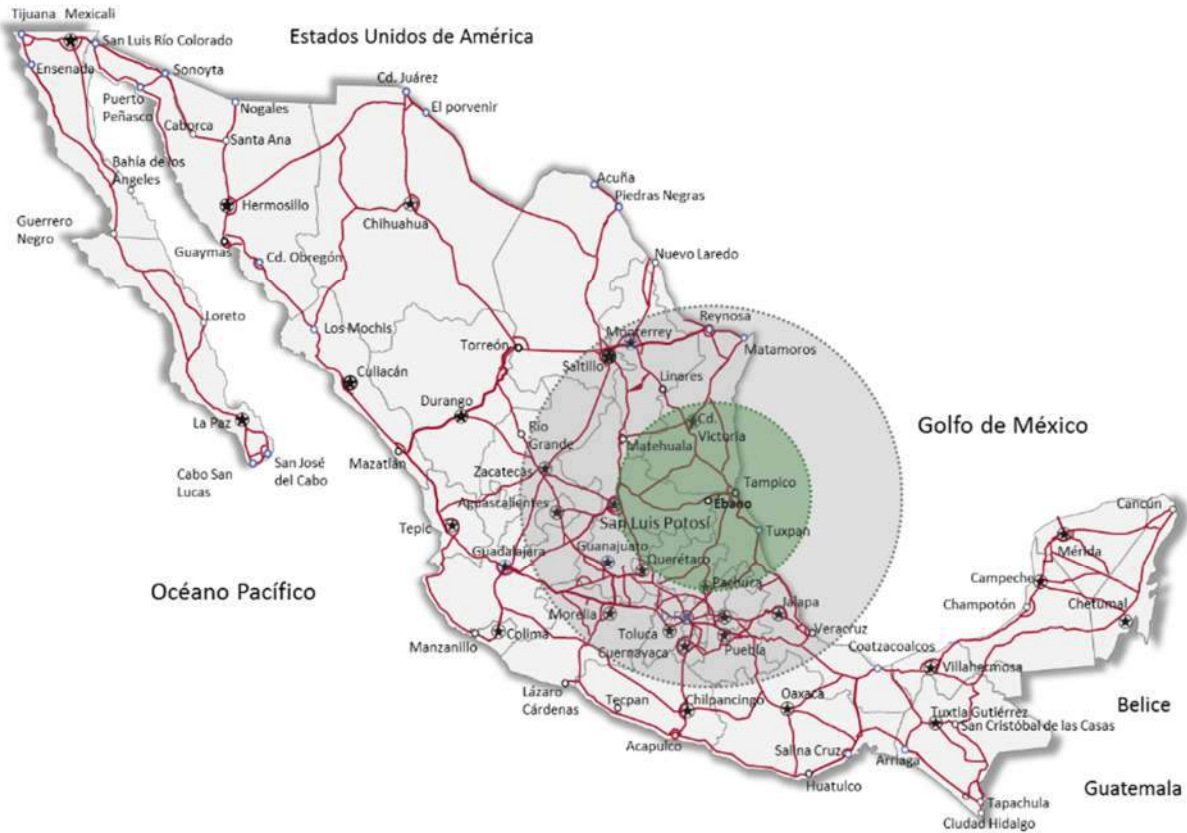 Tijuana Mexicali
San Luis Río Colorado
Estados Unidos de América
Ensenada
Sonoyta
Cd. Juárez
Puerto
Peñasco
Nogales
El porvenir
Caborca
Santa Ana
Bahía de los
Ángeles
Acuña
Piedras Negras
Hermosillo
Chihuahua
Guerrero
Negro
Guaymas
Cd. Obregón
Nuevo Laredo
Loreto
Los Mochis
Torreón
Monterrey
Reynosa
Matamoros
Saltillo
Culiacán
Linares
Durango
La Paz
Cd.
Victoria
Golfo de México
Río
Grande
Matehuala
Mazatlán
Cabo San
Lucas
San José
del Cabo
Zacatecas
Tampico
Aguascalientes
Ébano
Cancún
Tepic
San Luis Potosí
Tuxpan
Mérida
Guadalajara
Guanajuato
Querétaro
Campeche
Océano Pacífico
Pachuca
Champotón
Chetumal
Morelia
Jalapa
Manzanillo
Colima
Toluca
Veracruz
Cuernavaca
Puebla
Coatzacoalcos
Villahermosa
Lázaro
Cárdenas
Tecpan
Chilpancingo
Oaxaca
Belice
Tuxtla Gutiérrez
San Cristóbal de las Casas
Acapulco
Salina Cruz
Arriaga
Huatulco
Guatemala
Tapachula
Ciudad Hidalgo